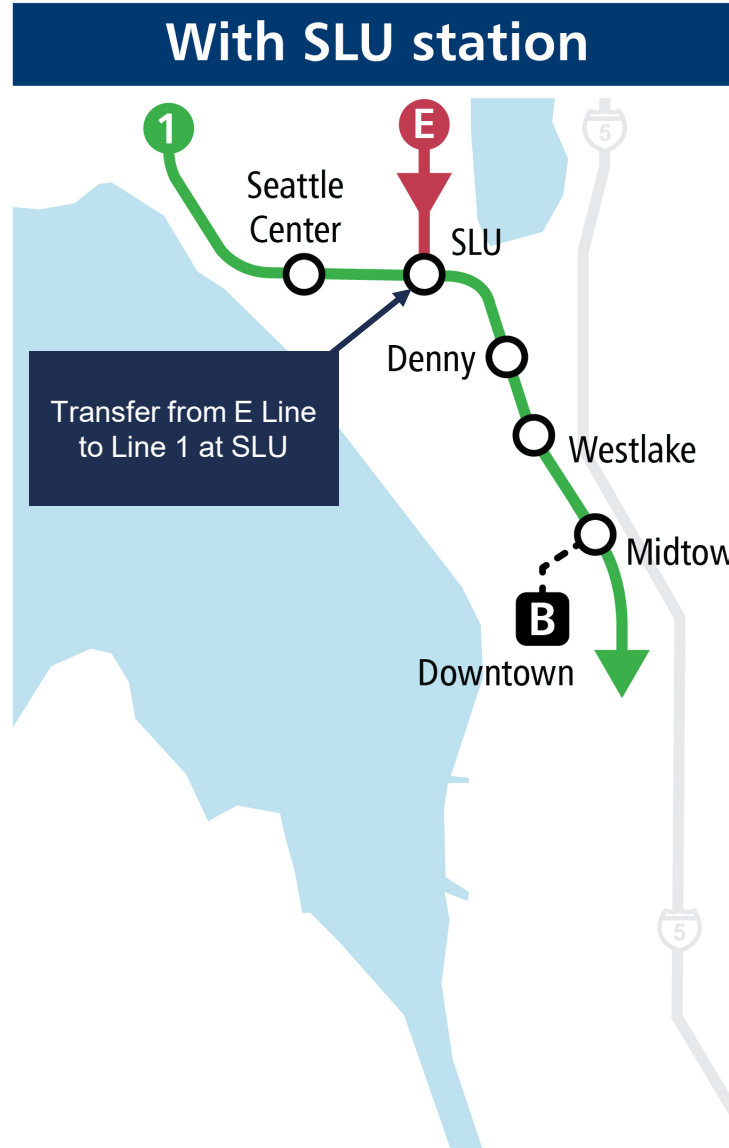 With SLU station
1
E
5
Seattle
Center
SLU
Denny
Transfer from E Line
to Line 1 at SLU
Westlake
Midtow
B
Downtown
5